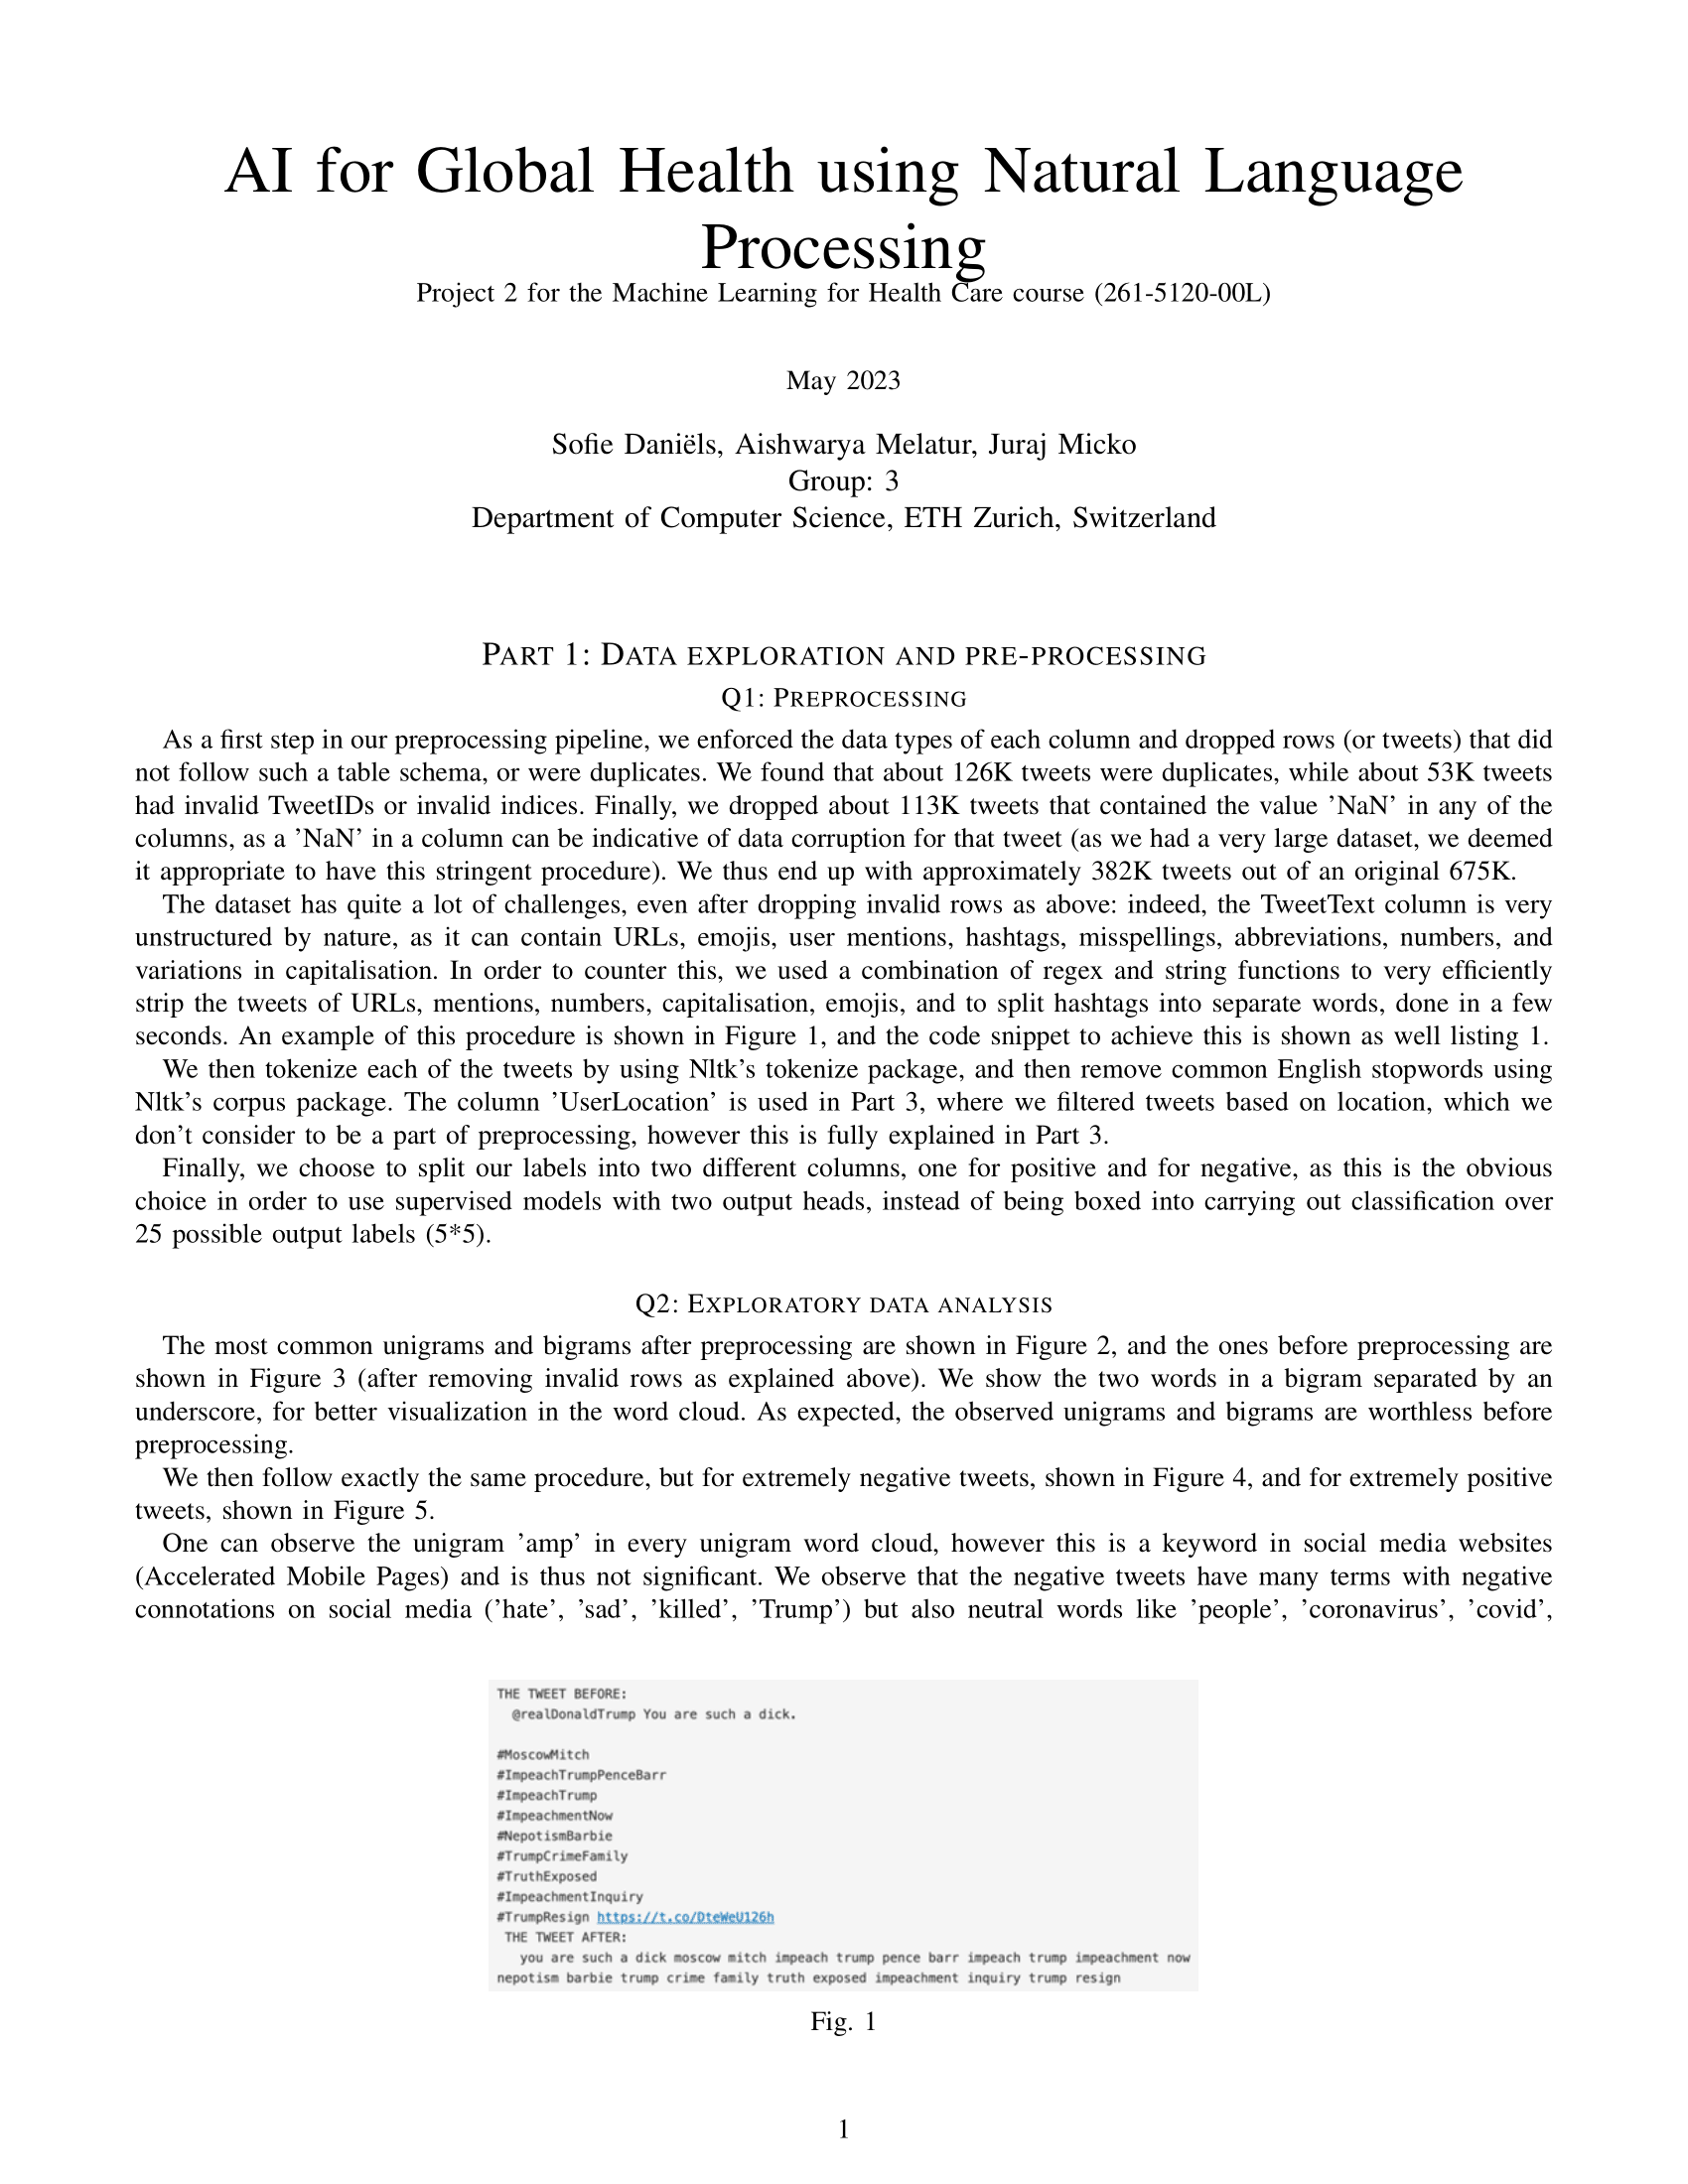 AI for Global Health using Natural Language
Processing
Project 2 for the Machine Learning for Health Care course (261-5120-00L)
May 2023
Sofie Daniëls, Aishwarya Melatur, Juraj Micko
Group: 3
Department of Computer Science, ETH Zurich, Switzerland
PART 1: DATA EXPLORATION AND PRE-PROCESSING
Q1: PREPROCESSING
As a first step in our preprocessing pipeline, we enforced the data types of each column and dropped rows (or tweets) that did
not follow such a table schema, or were duplicates. We found that about 126K tweets were duplicates, while about 53K tweets
had invalid TweetIDs or invalid indices. Finally, we dropped about 113K tweets that contained the value 'NaN' in any of the
columns, as a 'NaN' in a column can be indicative of data corruption for that tweet (as we had a very large dataset, we deemed
it appropriate to have this stringent procedure). We thus end up with approximately 382K tweets out of an original 675K.
The dataset has quite a lot of challenges, even after dropping invalid rows as above: indeed, the TweetText column is very
unstructured by nature, as it can contain URLs, emojis, user mentions, hashtags, misspellings, abbreviations, numbers, and
variations in capitalisation. In order to counter this, we used a combination of regex and string functions to very efficiently
strip the tweets of URLs, mentions, numbers, capitalisation, emojis, and to split hashtags into separate words, done in a few
seconds. An example of this procedure is shown in Figure 1, and the code snippet to achieve this is shown as well listing 1.
We then tokenize each of the tweets by using Nltk's tokenize package, and then remove common English stopwords using
Nltk's corpus package. The column 'UserLocation' is used in Part 3, where we filtered tweets based on location, which we
don't consider to be a part of preprocessing, however this is fully explained in Part 3.
Finally, we choose to split our labels into two different columns, one for positive and for negative, as this is the obvious
choice in order to use supervised models with two output heads, instead of being boxed into carrying out classification over
25 possible output labels (5*5).
Q2: EXPLORATORY DATA ANALYSIS
The most common unigrams and bigrams after preprocessing are shown in Figure 2, and the ones before preprocessing are
shown in Figure 3 (after removing invalid rows as explained above). We show the two words in a bigram separated by an
underscore, for better visualization in the word cloud. As expected, the observed unigrams and bigrams are worthless before
preprocessing.
We then follow exactly the same procedure, but for extremely negative tweets, shown in Figure 4, and for extremely positive
tweets, shown in Figure 5.
One can observe the unigram 'amp' in every unigram word cloud, however this is a keyword in social media websites
(Accelerated Mobile Pages) and is thus not significant. We observe that the negative tweets have many terms with negative
connotations on social media ('hate', 'sad', 'killed', 'Trump') but also neutral words like 'people', 'coronavirus', 'covid',
THE TWEET BEFORE:
@realDonaldTrump You are such a dick.
#MoscowMitch
#ImpeachTrumpPenceBarr
#ImpeachTrump
#ImpeachmentNow
#NepotismBarbie
#TrumpCrimeFamily
#TruthExposed
#ImpeachmentInquiry
#TrumpResign https://t.co/DteWeU126h
THE TWEET AFTER:
you are such a dick moscow mitch impeach trump pence barr impeach trump impeachment now
nepotism barbie trump crime family truth exposed impeachment inquiry trump resign
Fig. 1
1